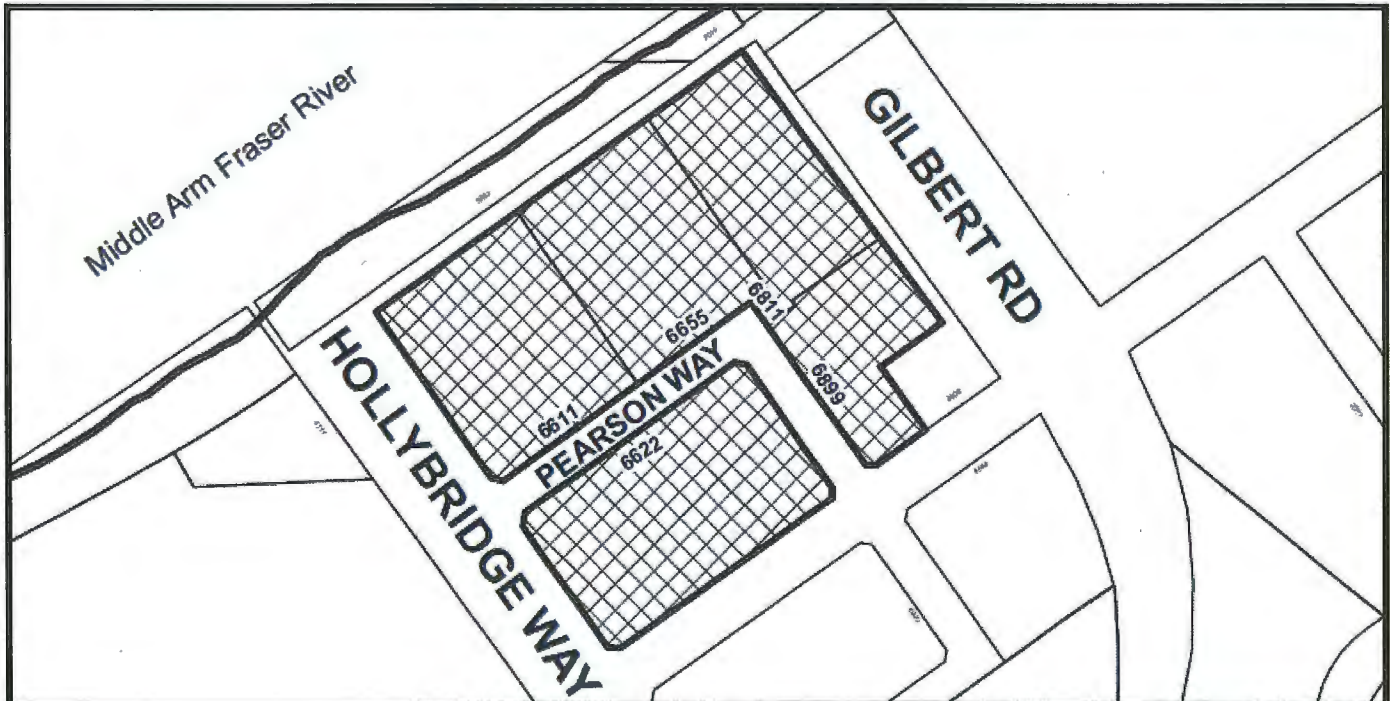 Middle Arm Fraser River
GILBERT RD
HOLLYBRIDGE WAY
PEARSON WAY
6611
6655
6811
6899
6622